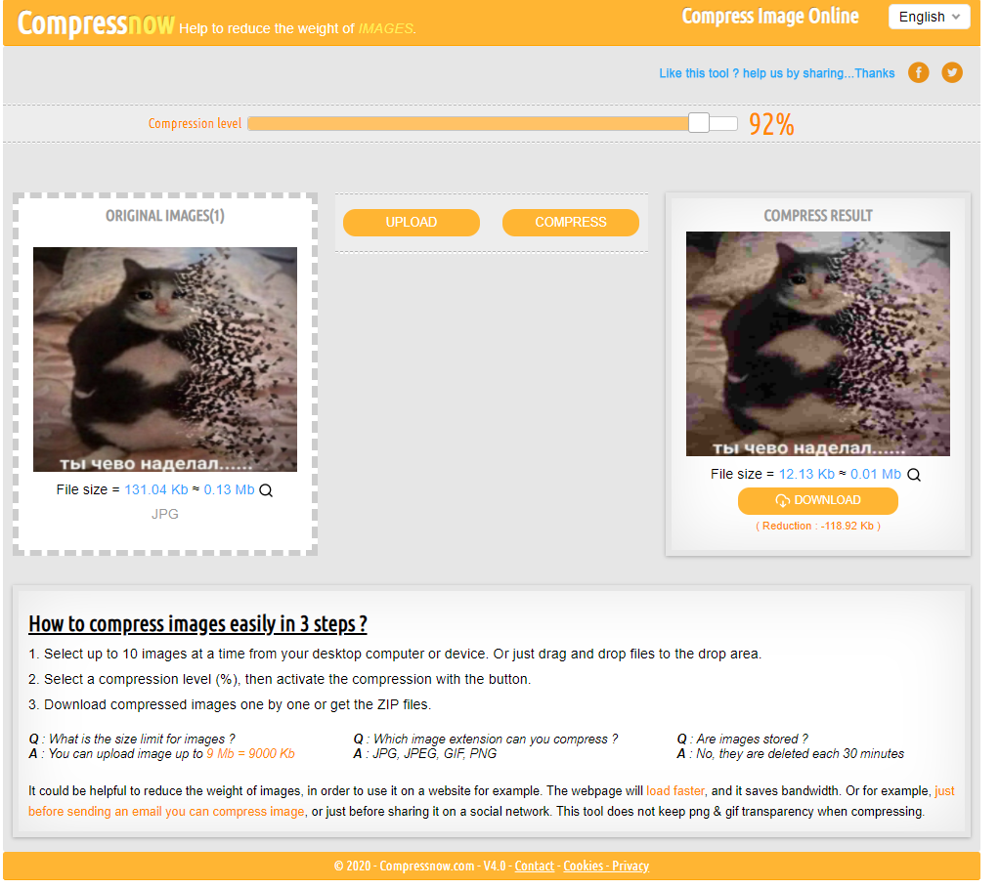 Compressnow Help to reduce the weight of IMAGES.
Compress Image Online
English
Like this tool ? help us by sharing...Thanks
Compression level
92%
ORIGINAL IMAGES(1)
ты чево наделал......
File size = 131.04 Kb ≈ 0.13 Mb
JPG
UPLOAD
COMPRESS
COMPRESS RESULT
ты чево наделал......
File size = 12.13 Kb ≈ 0.01 Mb
DOWNLOAD
( Reduction : -118.92 Kb )
How to compress images easily in 3 steps ?
1. Select up to 10 images at a time from your desktop computer or device. Or just drag and drop files to the drop area.
2. Select a compression level (%), then activate the compression with the button.
3. Download compressed images one by one or get the ZIP files.
Q : What is the size limit for images ?
A : You can upload image up to 9 Mb = 9000 Kb
Q : Which image extension can you compress ?
A : JPG, JPEG, GIF, PNG
Q : Are images stored ?
A : No, they are deleted each 30 minutes
It could be helpful to reduce the weight of images, in order to use it on a website for example. The webpage will load faster, and it saves bandwidth. Or for example, just
before sending an email you can compress image, or just before sharing it on a social network. This tool does not keep png & gif transparency when compressing.
© 2020 - Compressnow.com - V4.0 - Contact - Cookies - Privacy